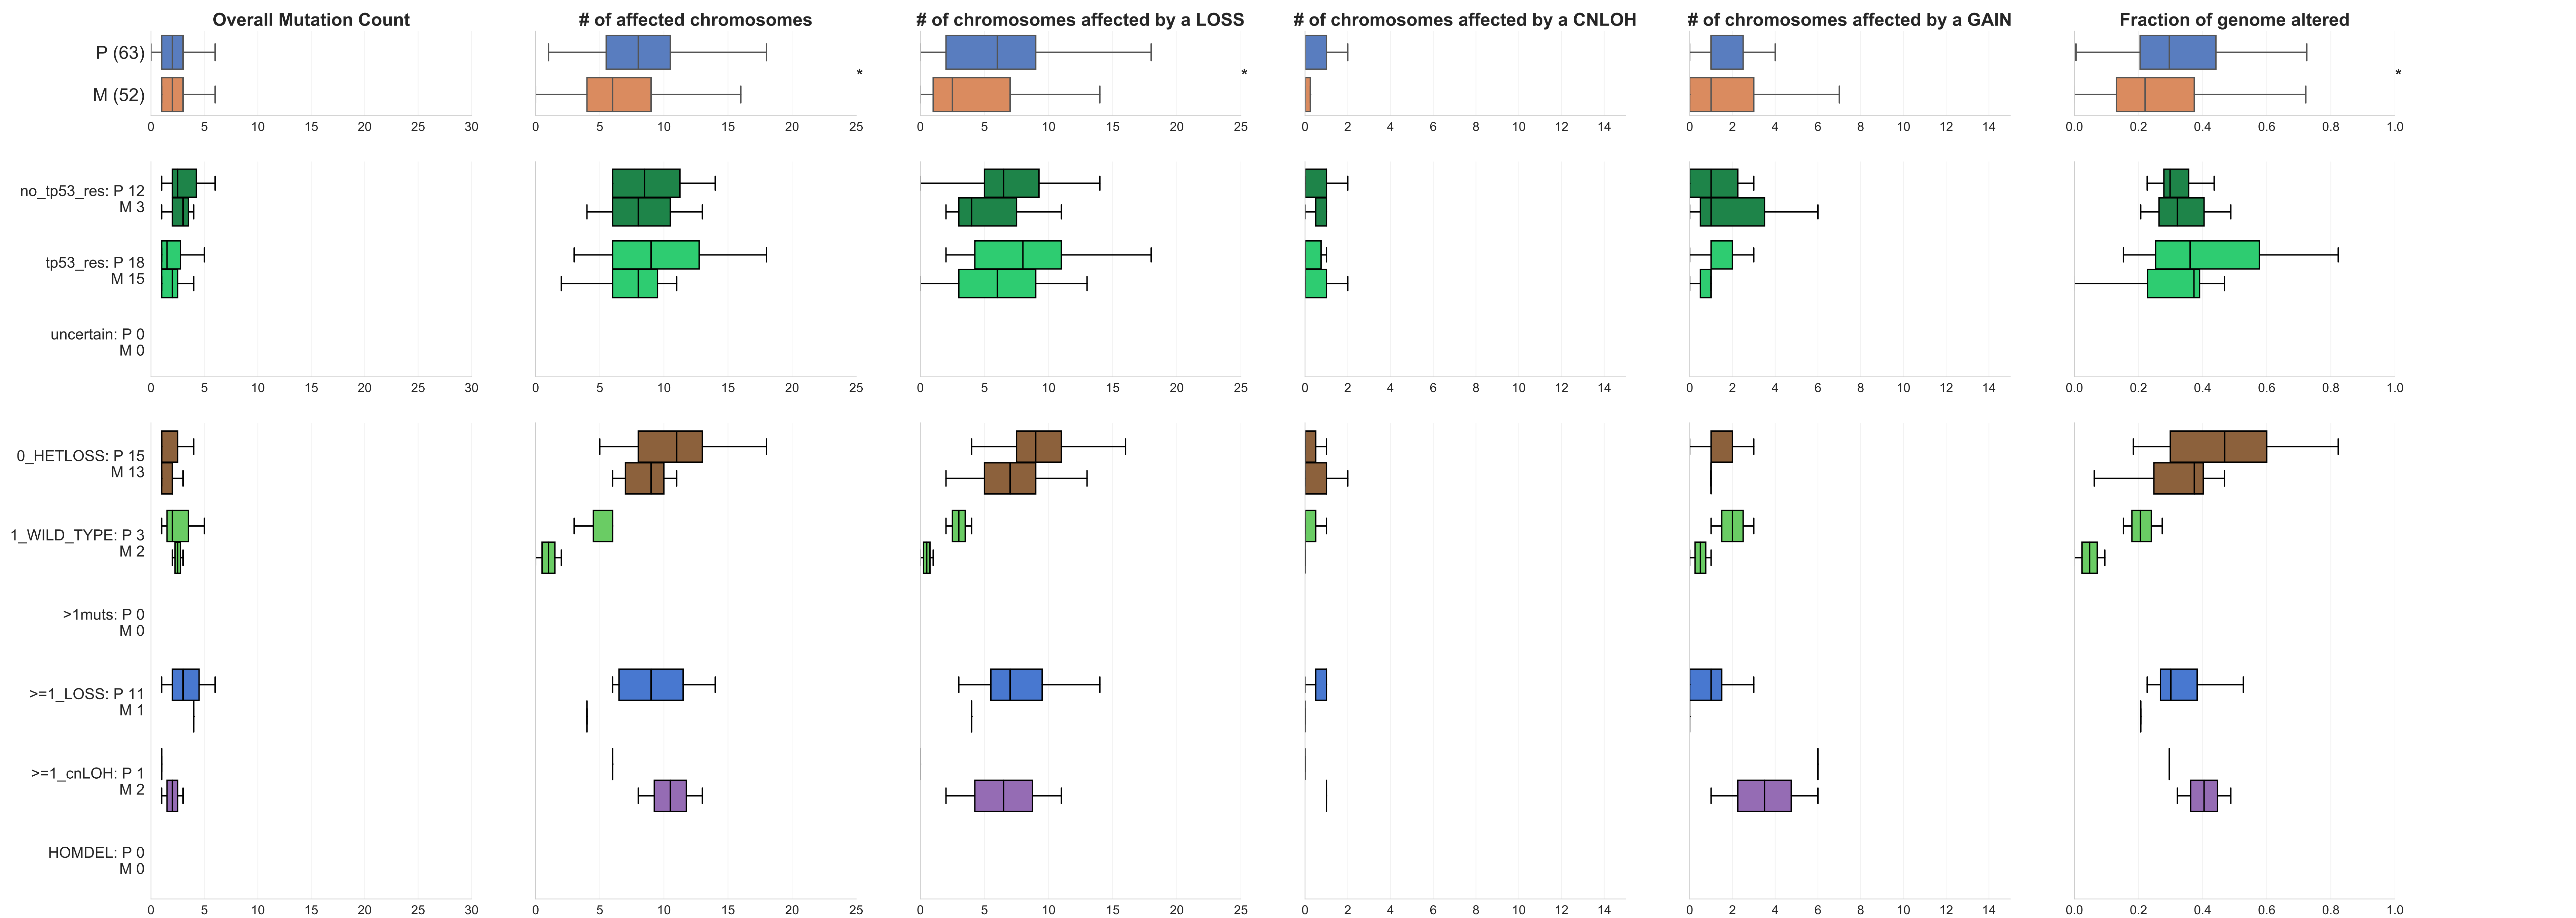 Overall Mutation Count
# of affected chromosomes
# of chromosomes affected by a LOSS
# of chromosomes affected by a CNLOH
# of chromosomes affected by a GAIN
Fraction of genome altered
P (63)
M (52)
* * *
0 5 10 15 20 25 30
0 5 10 15 20 25
0 5 10 15 20 25
0 2 4 6 8 10 12 14
0 2 4 6 8 10 12 14
0.0 0.2 0.4 0.6 0.8 1.0
no_tp53_res: P 12
M 3
tp53_res: P 18
M 15
uncertain: P 0
M 0
0 5 10 15 20 25 30
0 5 10 15 20 25
0 5 10 15 20 25
0 2 4 6 8 10 12 14
0 2 4 6 8 10 12 14
0.0 0.2 0.4 0.6 0.8 1.0
0_HETLOSS: P 15
M 13
1_WILD_TYPE: P 3
M 2
>1muts: P 0
M 0
>=1_LOSS: P 11
M 1
>=1_cnLOH: P 1
M 2
HOMDEL: P 0
M 0
0 5 10 15 20 25 30
0 5 10 15 20 25
0 5 10 15 20 25
0 2 4 6 8 10 12 14
0 2 4 6 8 10 12 14
0.0 0.2 0.4 0.6 0.8 1.0